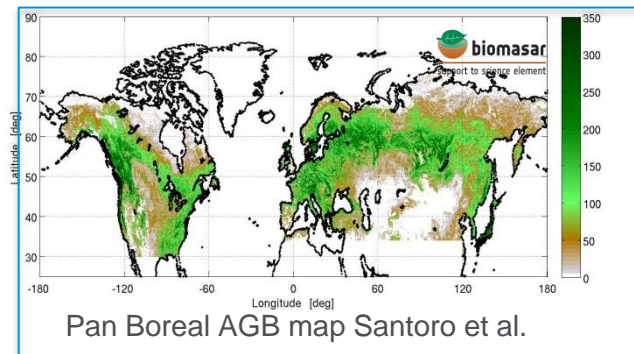 biomasar
support to science element
90
80
70
60
50
40
30
Latitude [deg]
-180 -120 -60 0 60 120 180
Longitude [deg]
350
300
250
200
150
100
50
0
Pan Boreal AGB map Santoro et al.